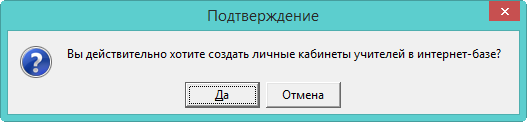 Подтверждение
Вы действительно хотите создать личные кабинеты учителей в интернет-базе?
Да
Отмена